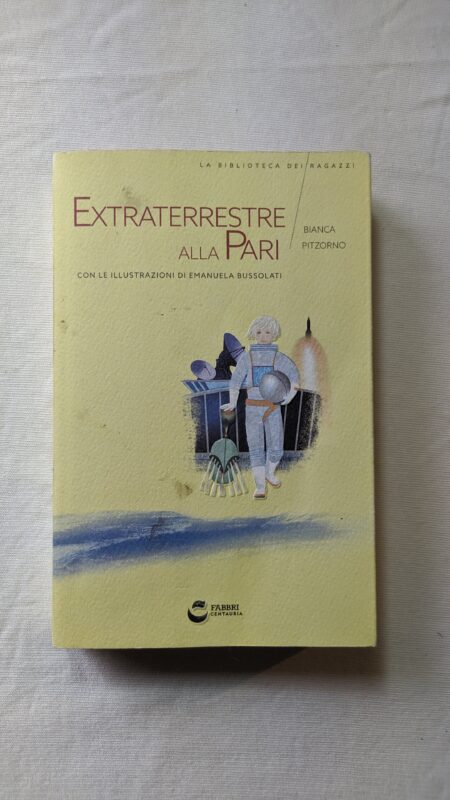 LA BIBLIOTECA DEI RAGAZZI
EXTRATERRESTRE
ALLA PARI
BIANCA
PITZORNO
CON LE ILLUSTRAZIONI DI EMANUELA BUSSOLATI
FABBRI
CENTAURIA